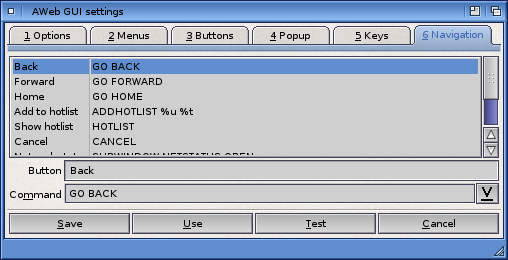 AWeb GUI settings
1 Options 2 Menus 3 Buttons 4 Popup 5 Keys 6 Navigation
Back GO BACK
Forward GO FORWARD
Home GO HOME
Add to hotlist ADDHOTLIST %u %t
Show hotlist HOTLIST
Cancel CANCEL
Button Back
Command GO BACK
Save Use Test Cancel